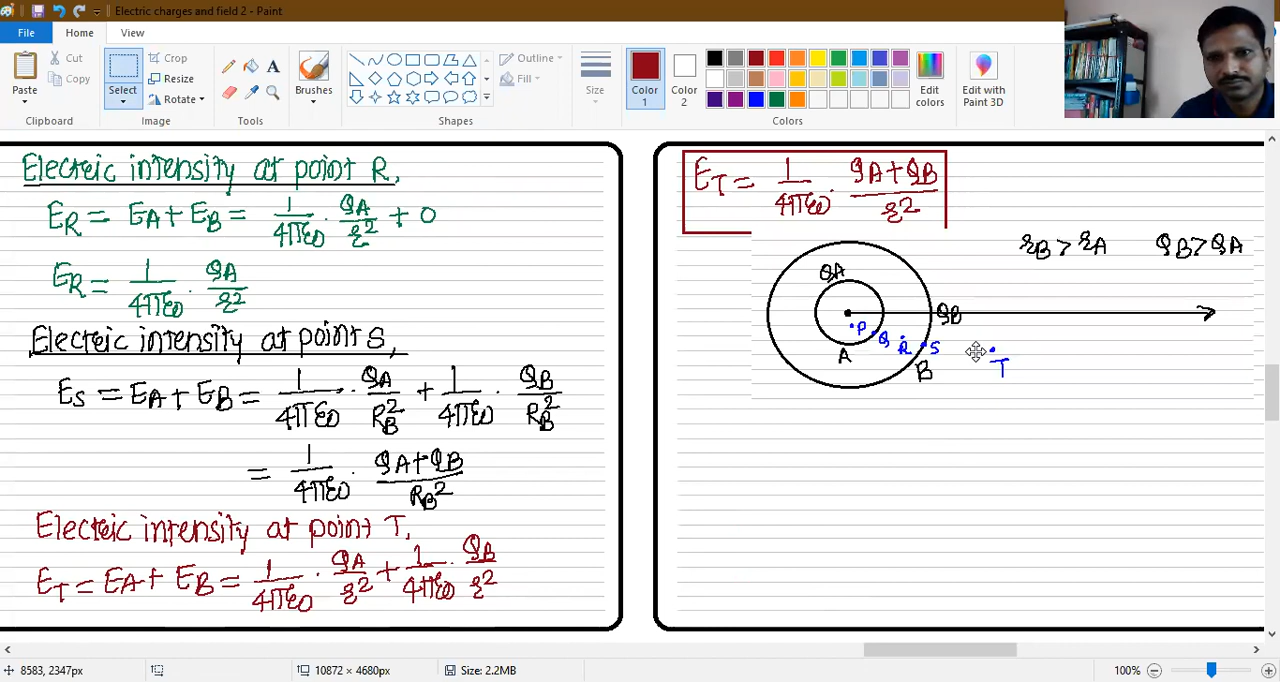 Electric charges and field 2 - Paint
File Home View
Paste Cut Copy
Clipboard
Select Crop Resize Rotate
Image
A
Tools
Brushes
Outline Fill
Shapes
Size
Color 1
Color 2
Edit colors
Edit with Paint 3D
Colors
Electreic intensity at point R,
ER = EA + EB = 1/4πε0 · QA/r² + 0
ER = 1/4πε0 · QA/r²
Electreic intensity at point S,
Es = EA + EB = 1/4πε0 · QA/RB² + 1/4πε0 · QB/RB²
= 1/4πε0 · QA+QB/RB²
Electreic intensity at point T,
ET = EA + EB = 1/4πε0 · QA/r² + 1/4πε0 · QB/r²
ET = 1/4πε0 · QA+QB/r²
rB > rA QB > QA
QA
QB
P
Q
R
S
T
A
B
8583, 2347px
10872 × 4680px
Size: 2.2MB
100%